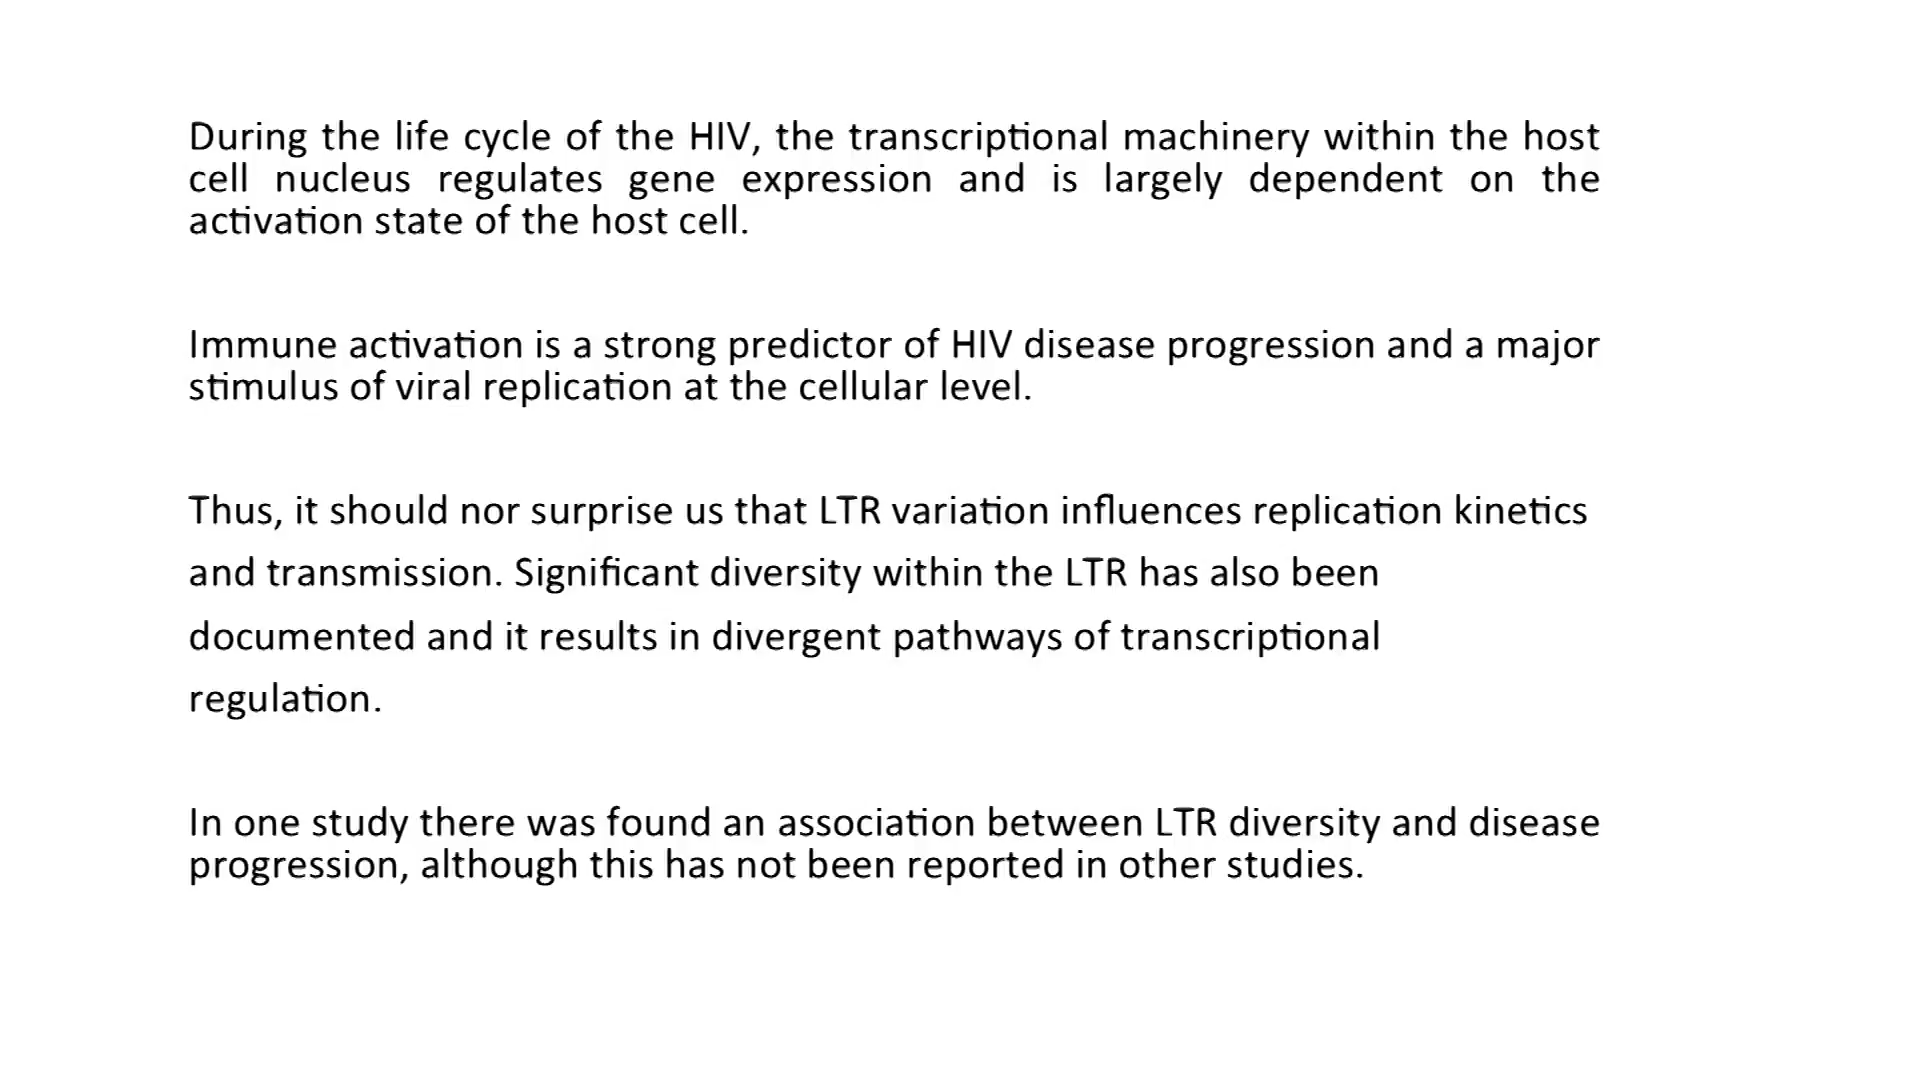 During the life cycle of the HIV, the transcriptional machinery within the host
cell nucleus regulates gene expression and is largely dependent on the
activation state of the host cell.
Immune activation is a strong predictor of HIV disease progression and a major
stimulus of viral replication at the cellular level.
Thus, it should nor surprise us that LTR variation influences replication kinetics
and transmission. Significant diversity within the LTR has also been
documented and it results in divergent pathways of transcriptional
regulation.
In one study there was found an association between LTR diversity and disease
progression, although this has not been reported in other studies.